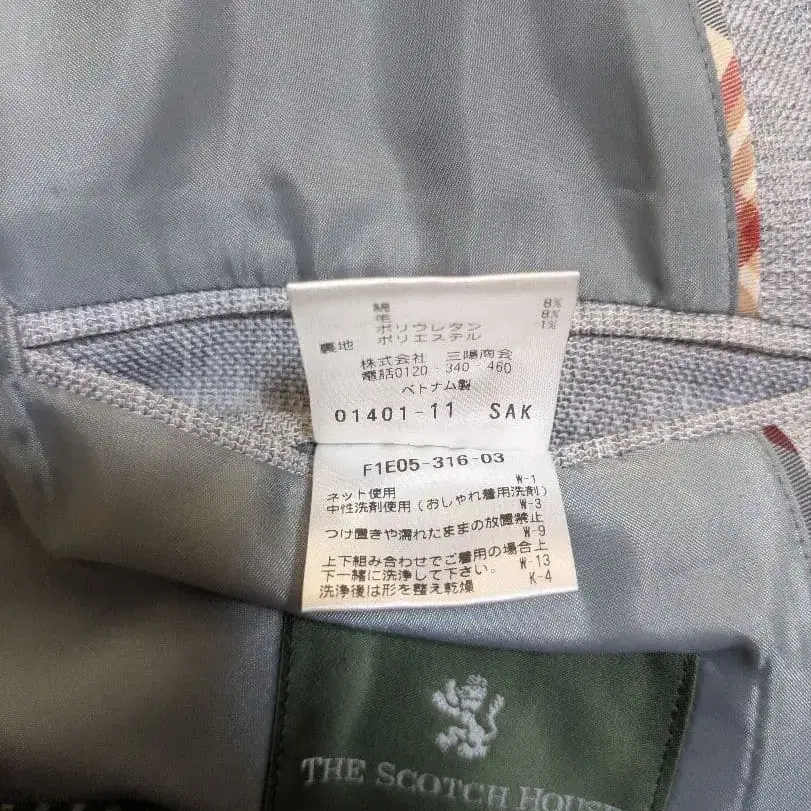 綿 8%
毛 8%
ポリウレタン 1%
裏地 ポリエステル
株式会社 三陽商会
電話0120-340-460
ベトナム製
01401-11 SAK
F1E05-316-03
W-1
ネット使用
中性洗剤使用(おしゃれ着用洗剤)
W-3
つけ置きや濡れたままの放置禁止
W-9
上下組み合わせでご着用の場合上
W-13
下一緒に洗浄して下さい。
洗浄後は形を整え乾燥 K-4
THE SCOTCH HOUSE